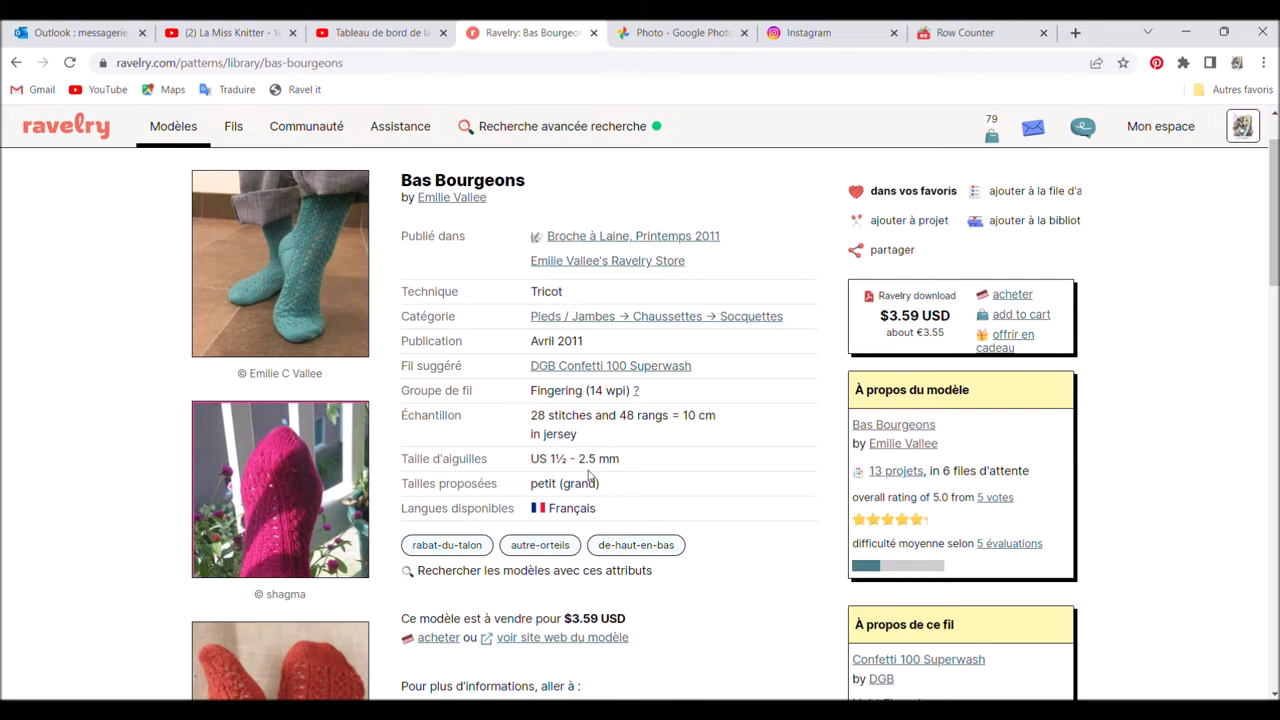 Outlook : messagerie
(2) La Miss Knitter - Yo
Tableau de bord de la
Ravelry: Bas Bourgeon
Photo - Google Photo
Instagram
Row Counter
ravelry.com/patterns/library/bas-bourgeons
Gmail
YouTube
Maps
Traduire
Ravel it
Autres favoris
ravelry
Modèles
Fils
Communauté
Assistance
Recherche avancée recherche
79
Mon espace
Bas Bourgeons
by Emilie Vallee
Publié dans
Broche à Laine, Printemps 2011
Emilie Vallee's Ravelry Store
Technique
Tricot
Catégorie
Pieds / Jambes → Chaussettes → Socquettes
Publication
Avril 2011
Fil suggéré
DGB Confetti 100 Superwash
Groupe de fil
Fingering (14 wpi) ?
Échantillon
28 stitches and 48 rangs = 10 cm
in jersey
Taille d'aiguilles
US 1½ - 2.5 mm
Tailles proposées
petit (grand)
Langues disponibles
Français
rabat-du-talon
autre-orteils
de-haut-en-bas
Rechercher les modèles avec ces attributs
Ce modèle est à vendre pour $3.59 USD
acheter ou voir site web du modèle
Pour plus d'informations, aller à :
© Emilie C Vallee
© shagma
dans vos favoris
ajouter à la file d'a
ajouter à projet
ajouter à la bibliot
partager
Ravelry download
$3.59 USD
about €3.55
acheter
add to cart
offrir en
cadeau
À propos du modèle
Bas Bourgeons
by Emilie Vallee
13 projets, in 6 files d'attente
overall rating of 5.0 from 5 votes
difficulté moyenne selon 5 évaluations
À propos de ce fil
Confetti 100 Superwash
by DGB